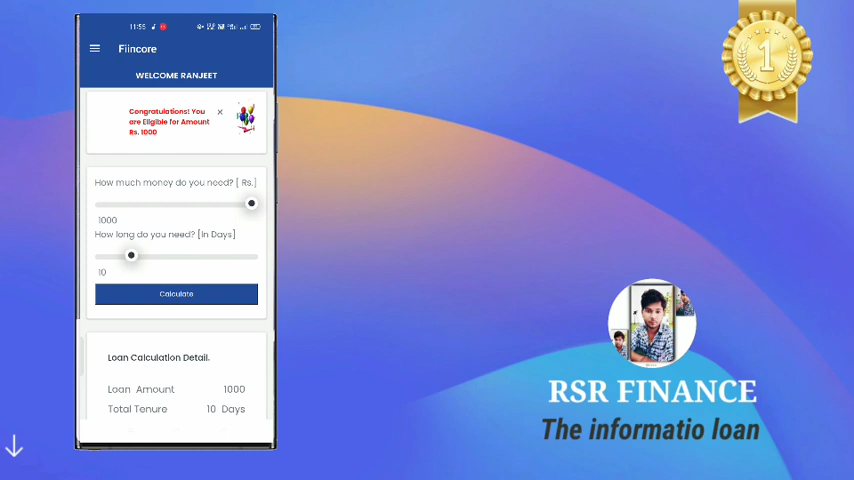 11:55
Fiincore
WELCOME RANJEET
Congratulations! You
are Eligible for Amount
Rs. 1000
How much money do you need? [ Rs.]
1000
How long do you need? [In Days]
10
Calculate
Loan Calculation Detail.
Loan Amount 1000
Total Tenure 10 Days
1
RSR FINANCE
The informatio loan